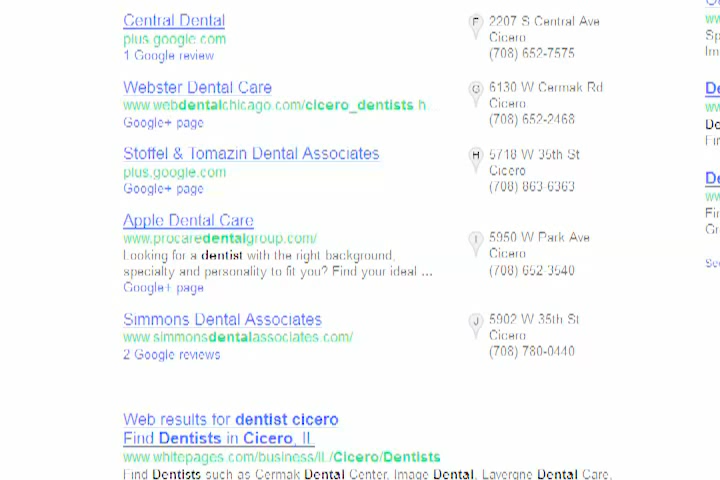 Central Dental
plus.google.com
1 Google review
F 2207 S Central Ave
Cicero
(708) 652-7575
Webster Dental Care
www.webdentalchicago.com/cicero_dentists h...
Google+ page
G 6130 W Cermak Rd
Cicero
(708) 652-2468
Stoffel & Tomazin Dental Associates
plus.google.com
Google+ page
H 5718 W 35th St
Cicero
(708) 863-6363
Apple Dental Care
www.procaredentalgroup.com/
Looking for a dentist with the right background,
specialty and personality to fit you? Find your ideal ...
Google+ page
I 5950 W Park Ave
Cicero
(708) 652-3540
Simmons Dental Associates
www.simmonsdentalassociates.com/
2 Google reviews
J 5902 W 35th St
Cicero
(708) 780-0440
Web results for dentist cicero
Find Dentists in Cicero, IL
www.whitepages.com/business/IL/Cicero/Dentists
Find Dentists such as Cermak Dental Center, Image Dental, Lavergne Dental Care,